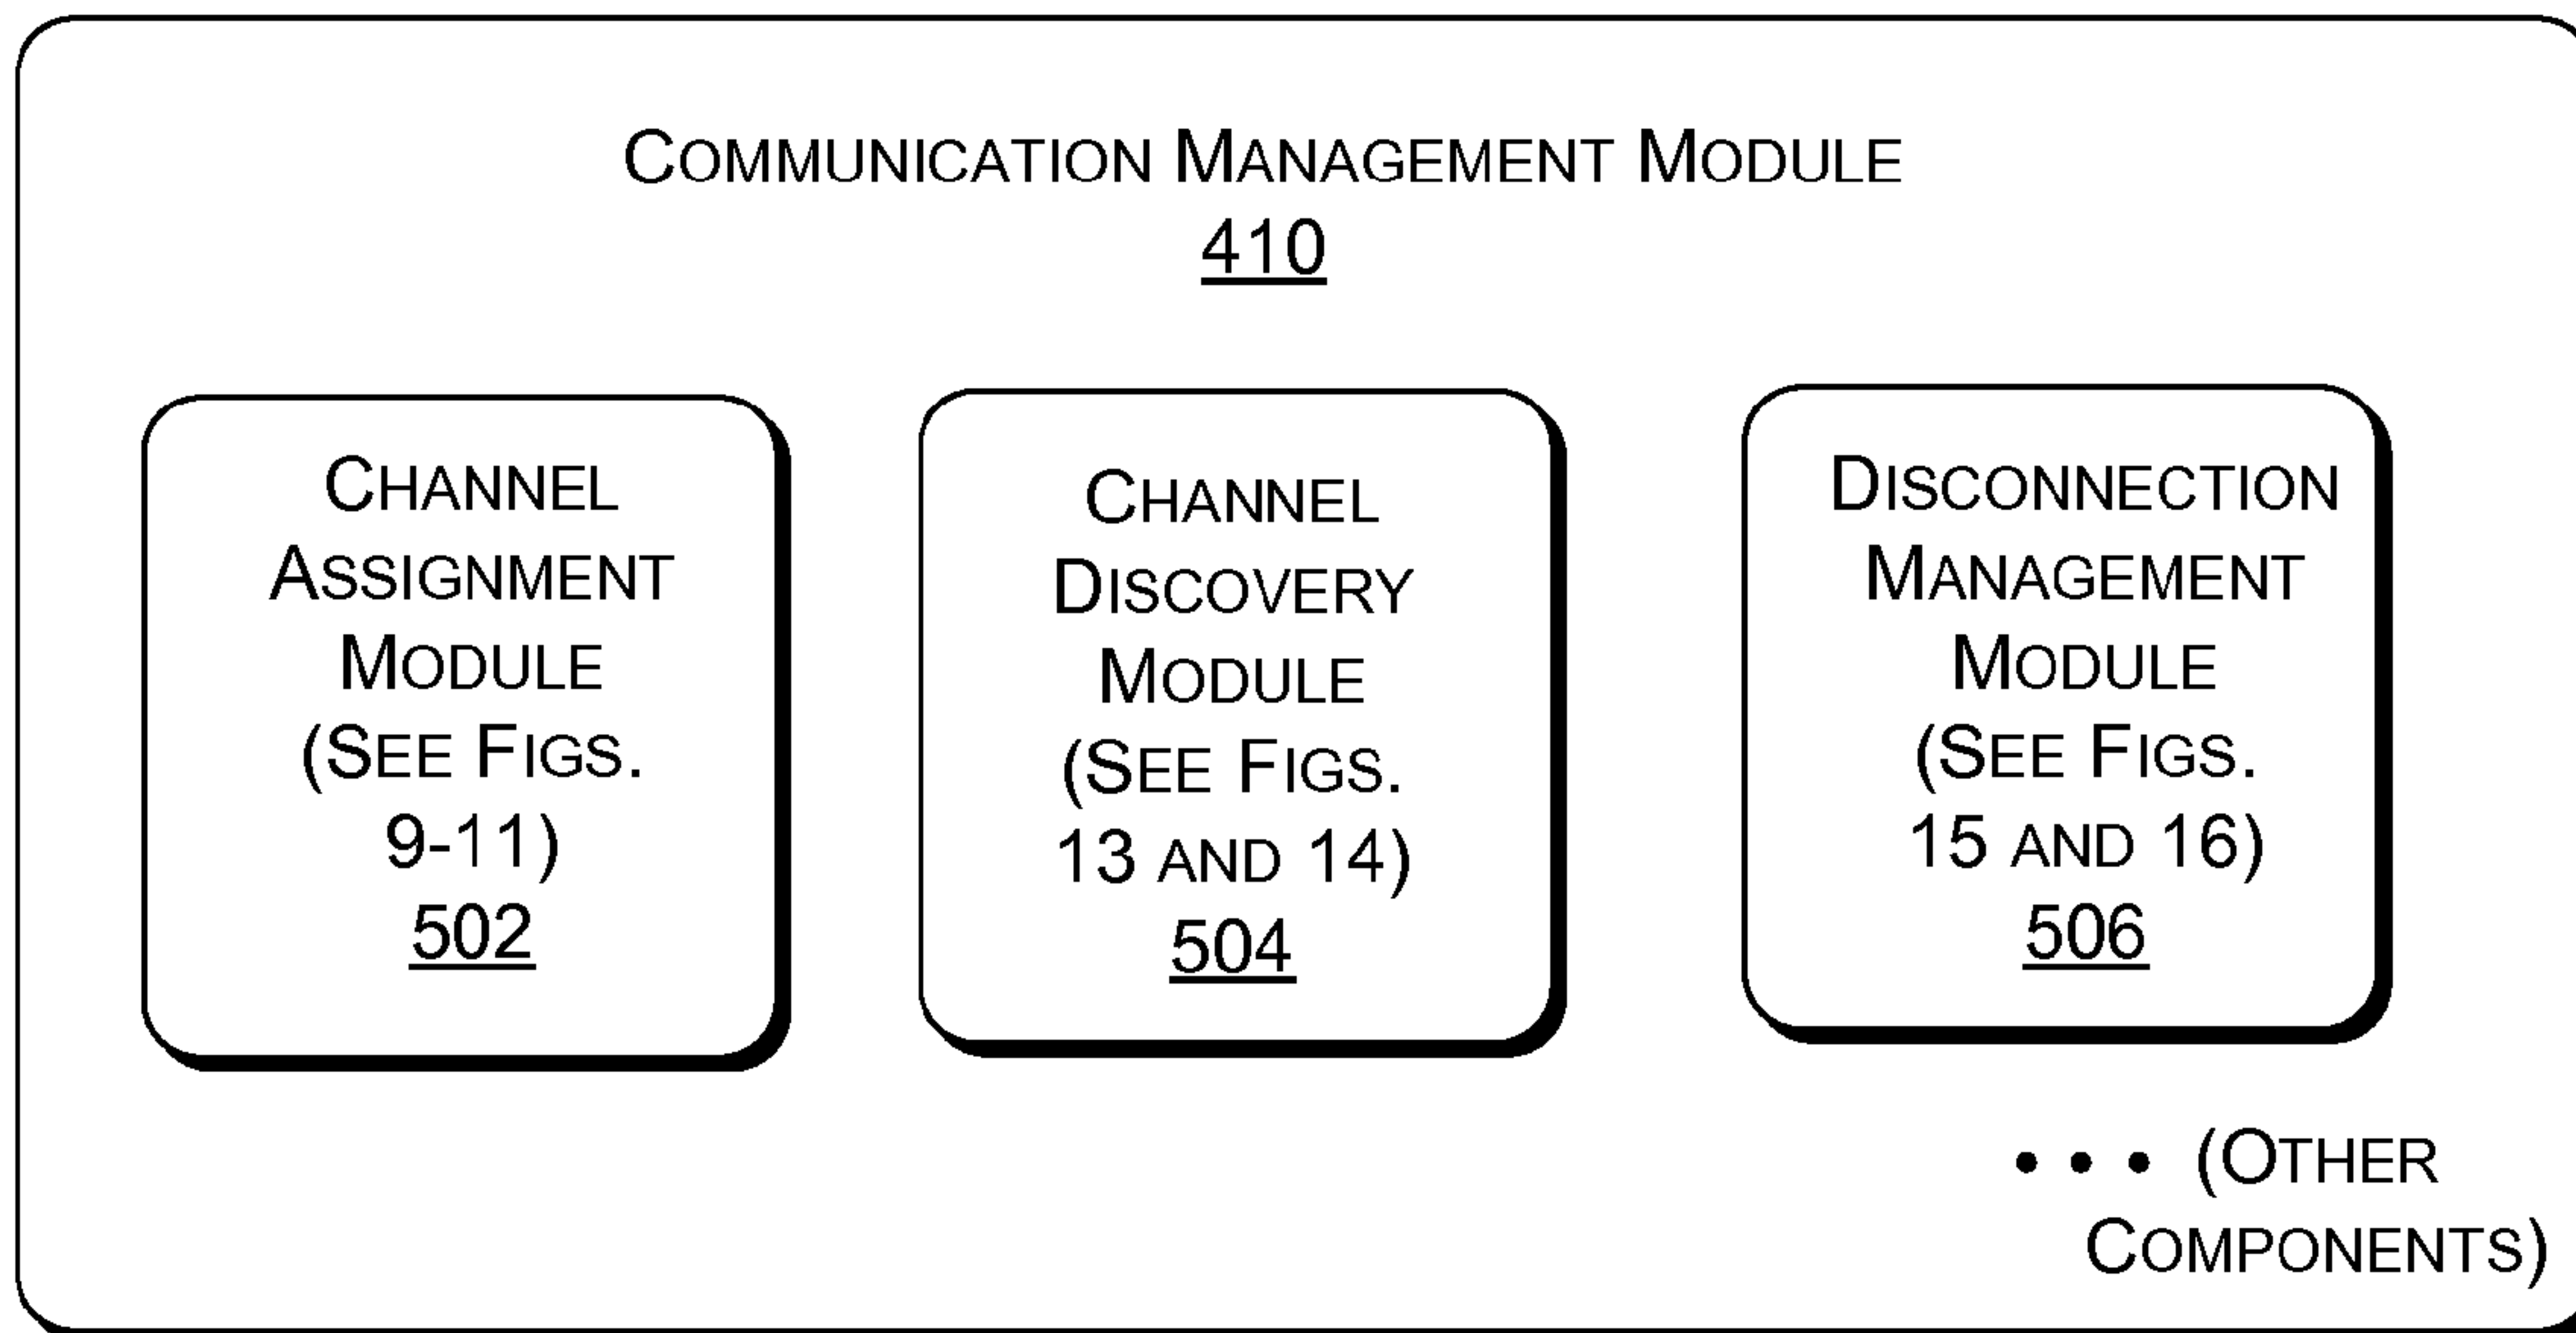 COMMUNICATION MANAGEMENT MODULE
410
CHANNEL
ASSIGNMENT
MODULE
(SEE FIGS.
9-11)
502
CHANNEL
DISCOVERY
MODULE
(SEE FIGS.
13 AND 14)
504
DISCONNECTION
MANAGEMENT
MODULE
(SEE FIGS.
15 AND 16)
506
• • • (OTHER
COMPONENTS)